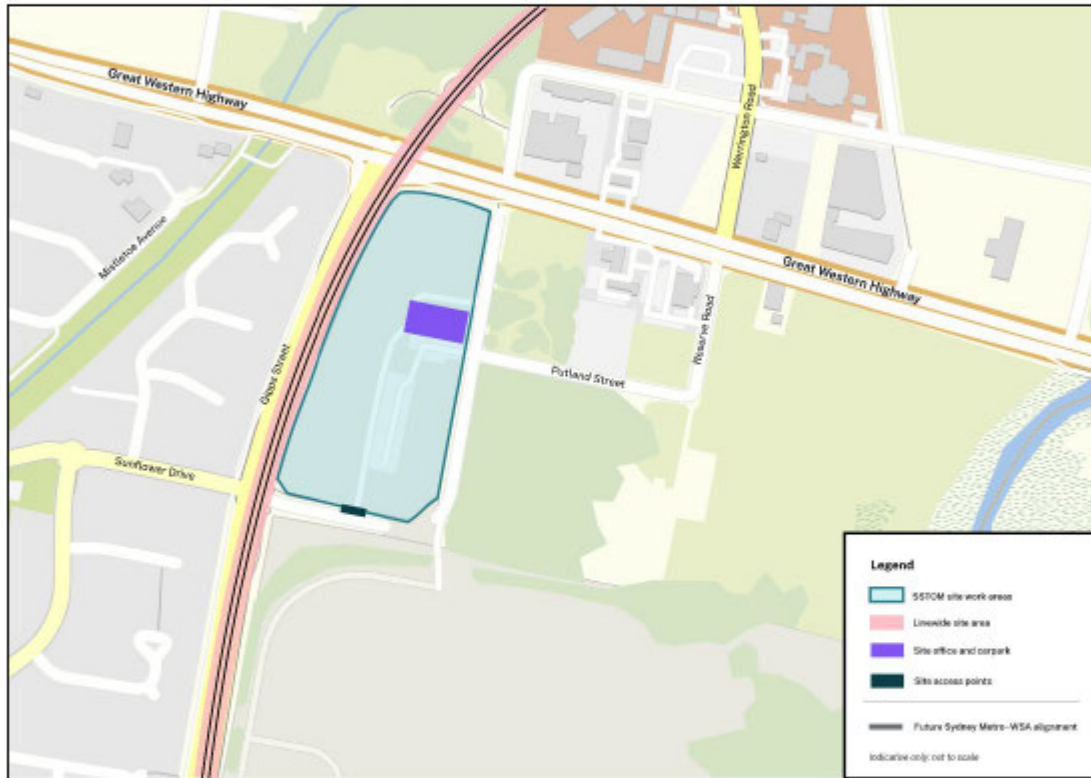 Great Western Highway
Werrington Road
Mistletoe Avenue
Great Western Highway
Gipps Street
Reserve Road
Putland Street
Sunflower Drive
Legend
SSTOM site work areas
Linewide site area
Site office and carpark
Site access points
Future Sydney Metro–WSA alignment
Indicative only: not to scale